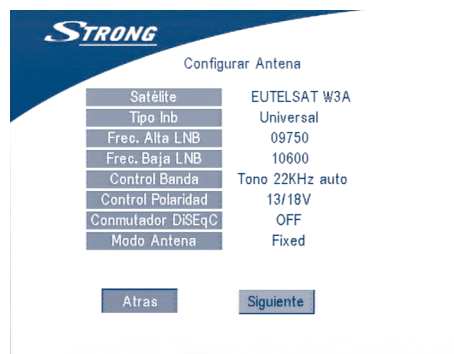 STRONG
Configurar Antena
Satélite EUTELSAT W3A
Tipo lnb Universal
Frec. Alta LNB 09750
Frec. Baja LNB 10600
Control Banda Tono 22KHz auto
Control Polaridad 13/18V
Conmutador DiSEqC OFF
Modo Antena Fixed
Atras Siguiente